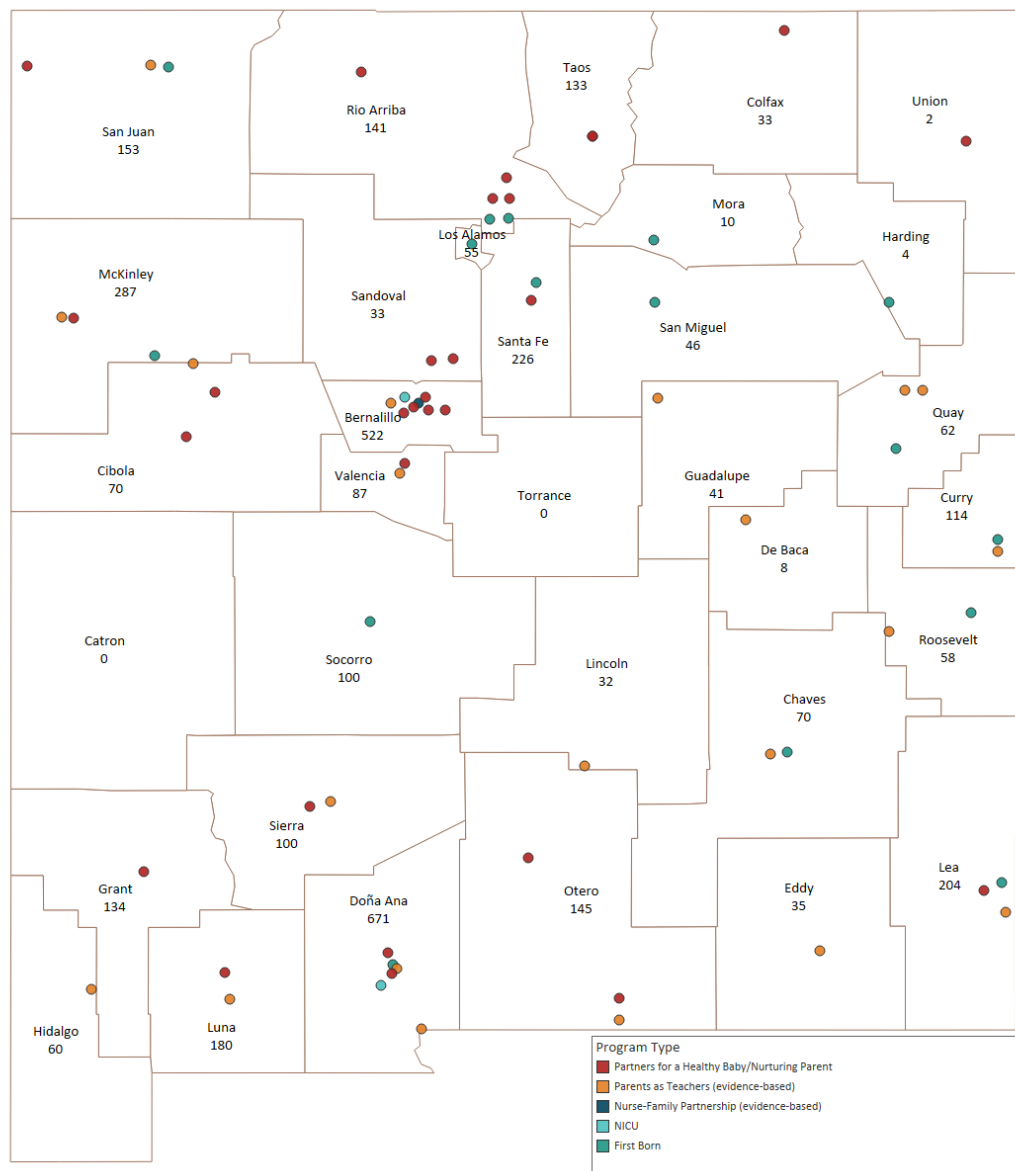 Taos
133
Colfax
33
Union
2
Rio Arriba
141
San Juan
153
Mora
10
Harding
4
Los Alamos
55
McKinley
287
Sandoval
33
San Miguel
46
Santa Fe
226
Bernalillo
522
Quay
62
Cibola
70
Valencia
87
Guadalupe
41
Torrance
0
Curry
114
De Baca
8
Catron
0
Socorro
100
Lincoln
32
Roosevelt
58
Chaves
70
Sierra
100
Grant
134
Doña Ana
671
Otero
145
Eddy
35
Lea
204
Hidalgo
60
Luna
180
Program Type
Partners for a Healthy Baby/Nurturing Parent
Parents as Teachers (evidence-based)
Nurse-Family Partnership (evidence-based)
NICU
First Born